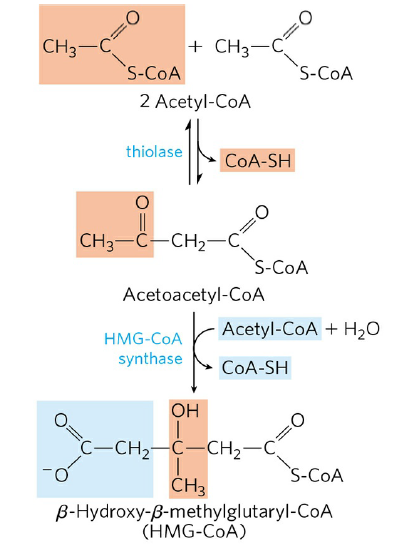 O O
CH₃—C + CH₃—C
S-CoA S-CoA
2 Acetyl-CoA
thiolase
CoA-SH
O O
CH₃—C—CH₂—C
S-CoA
Acetoacetyl-CoA
HMG-CoA
synthase
Acetyl-CoA + H₂O
CoA-SH
O OH O
C—CH₂—C—CH₂—C
⁻O CH₃ S-CoA
β-Hydroxy-β-methylglutaryl-CoA
(HMG-CoA)